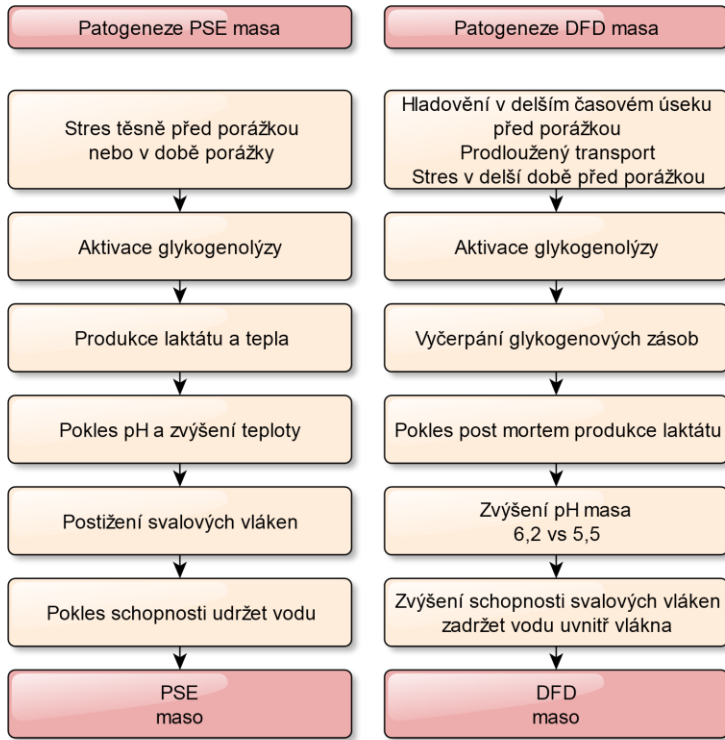 Patogeneze PSE masa
Stres těsně před porážkou
nebo v době porážky
Aktivace glykogenolýzy
Produkce laktátu a tepla
Pokles pH a zvýšení teploty
Postižení svalových vláken
Pokles schopnosti udržet vodu
PSE
maso
Patogeneze DFD masa
Hladovění v delším časovém úseku
před porážkou
Prodloužený transport
Stres v delší době před porážkou
Aktivace glykogenolýzy
Vyčerpání glykogenových zásob
Pokles post mortem produkce laktátu
Zvýšení pH masa
6,2 vs 5,5
Zvýšení schopnosti svalových vláken
zadržet vodu uvnitř vlákna
DFD
maso